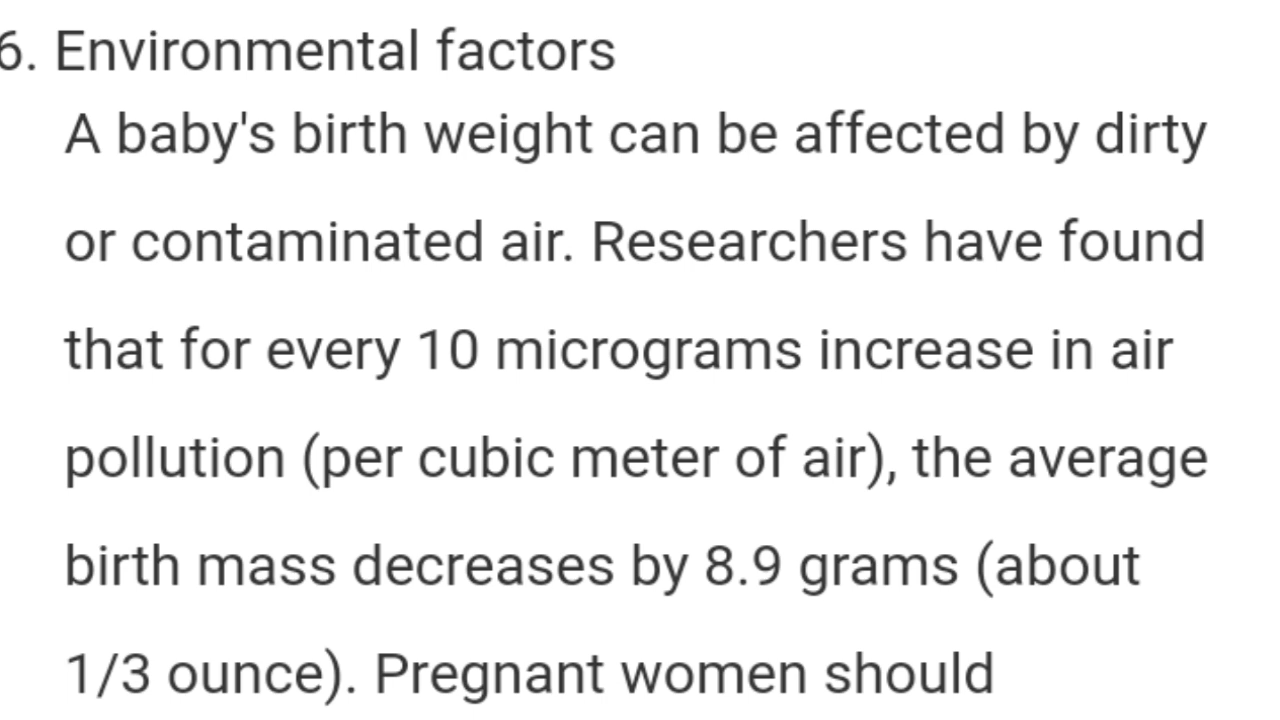 6. Environmental factors
A baby's birth weight can be affected by dirty
or contaminated air. Researchers have found
that for every 10 micrograms increase in air
pollution (per cubic meter of air), the average
birth mass decreases by 8.9 grams (about
1/3 ounce). Pregnant women should